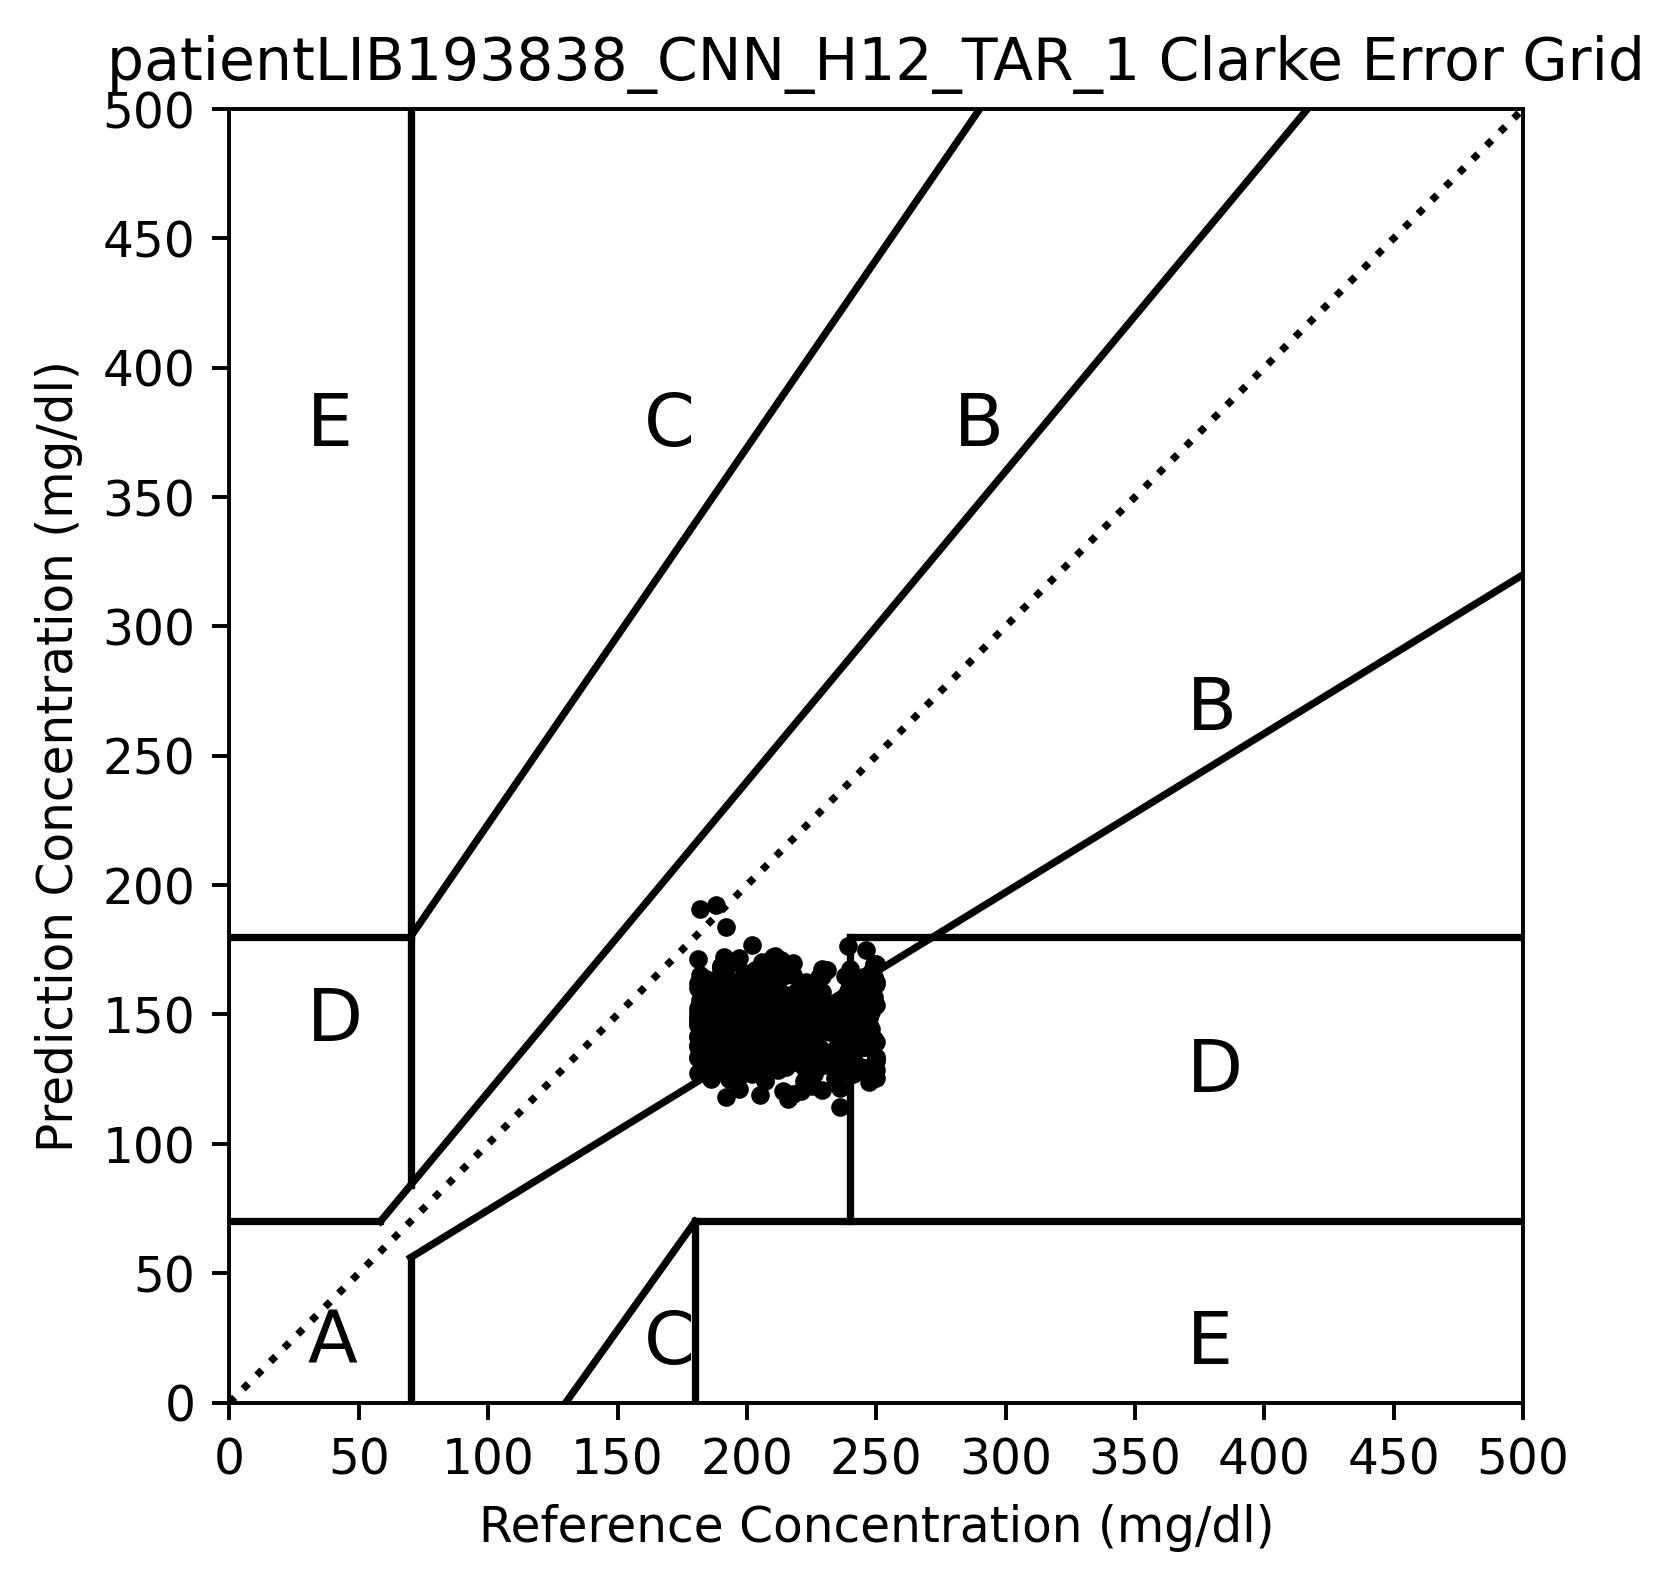 patientLIB193838_CNN_H12_TAR_1 Clarke Error Grid
500
450
400
350
300
250
200
150
100
50
0
Prediction Concentration (mg/dl)
E
C
B
B
D
D
A
C
E
0 50 100 150 200 250 300 350 400 450 500
Reference Concentration (mg/dl)